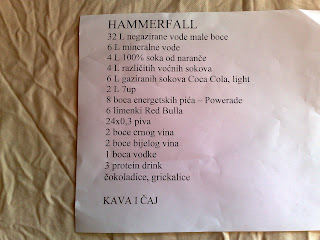 HAMMERFALL
32 L negazirane vode male boce
6 L mineralne vode
4 L 100% soka od naranče
4 L različitih voćnih sokova
6 L gaziranih sokova Coca Cola, light
2 L 7up
8 boca energetskih pića – Powerade
6 limenki Red Bulla
24x0,3 piva
2 boce crnog vina
2 boce bijelog vina
1 boca vodke
3 protein drink
čokoladice, grickalice
KAVA I ČAJ